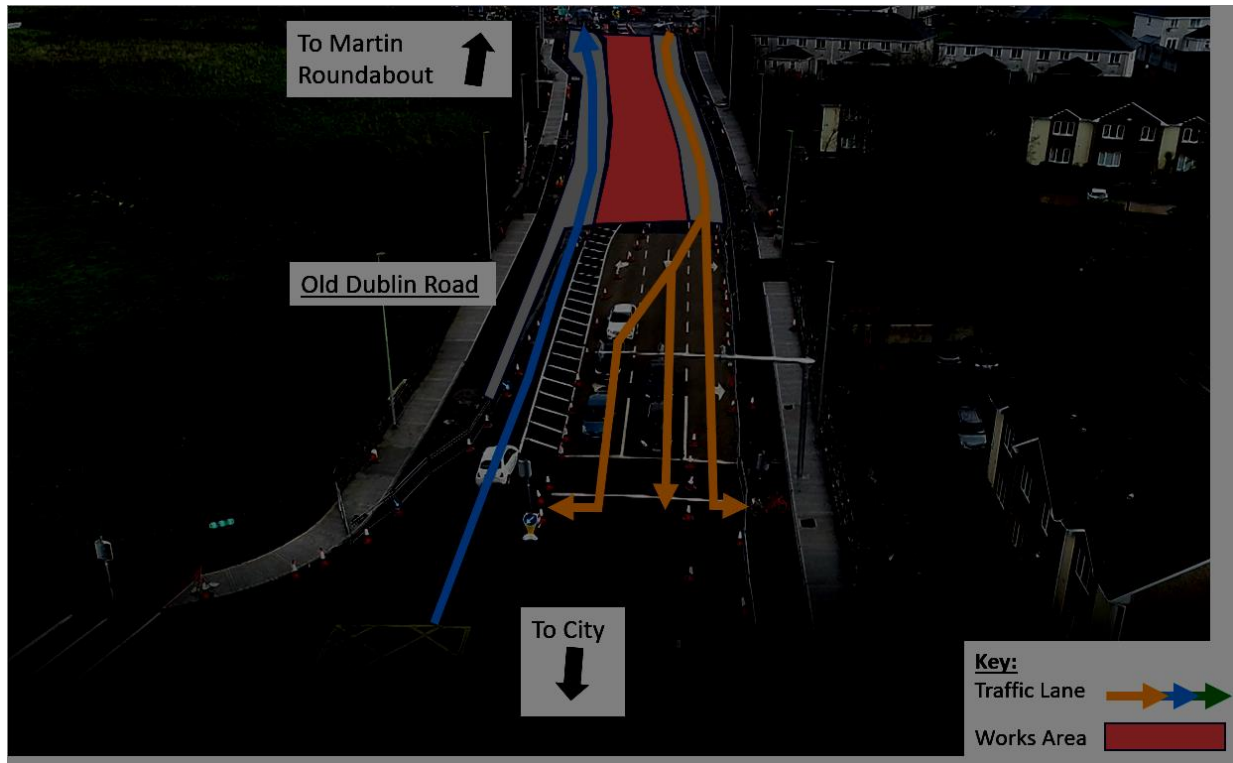 To Martin
Roundabout
Old Dublin Road
To City
Key:
Traffic Lane
Works Area